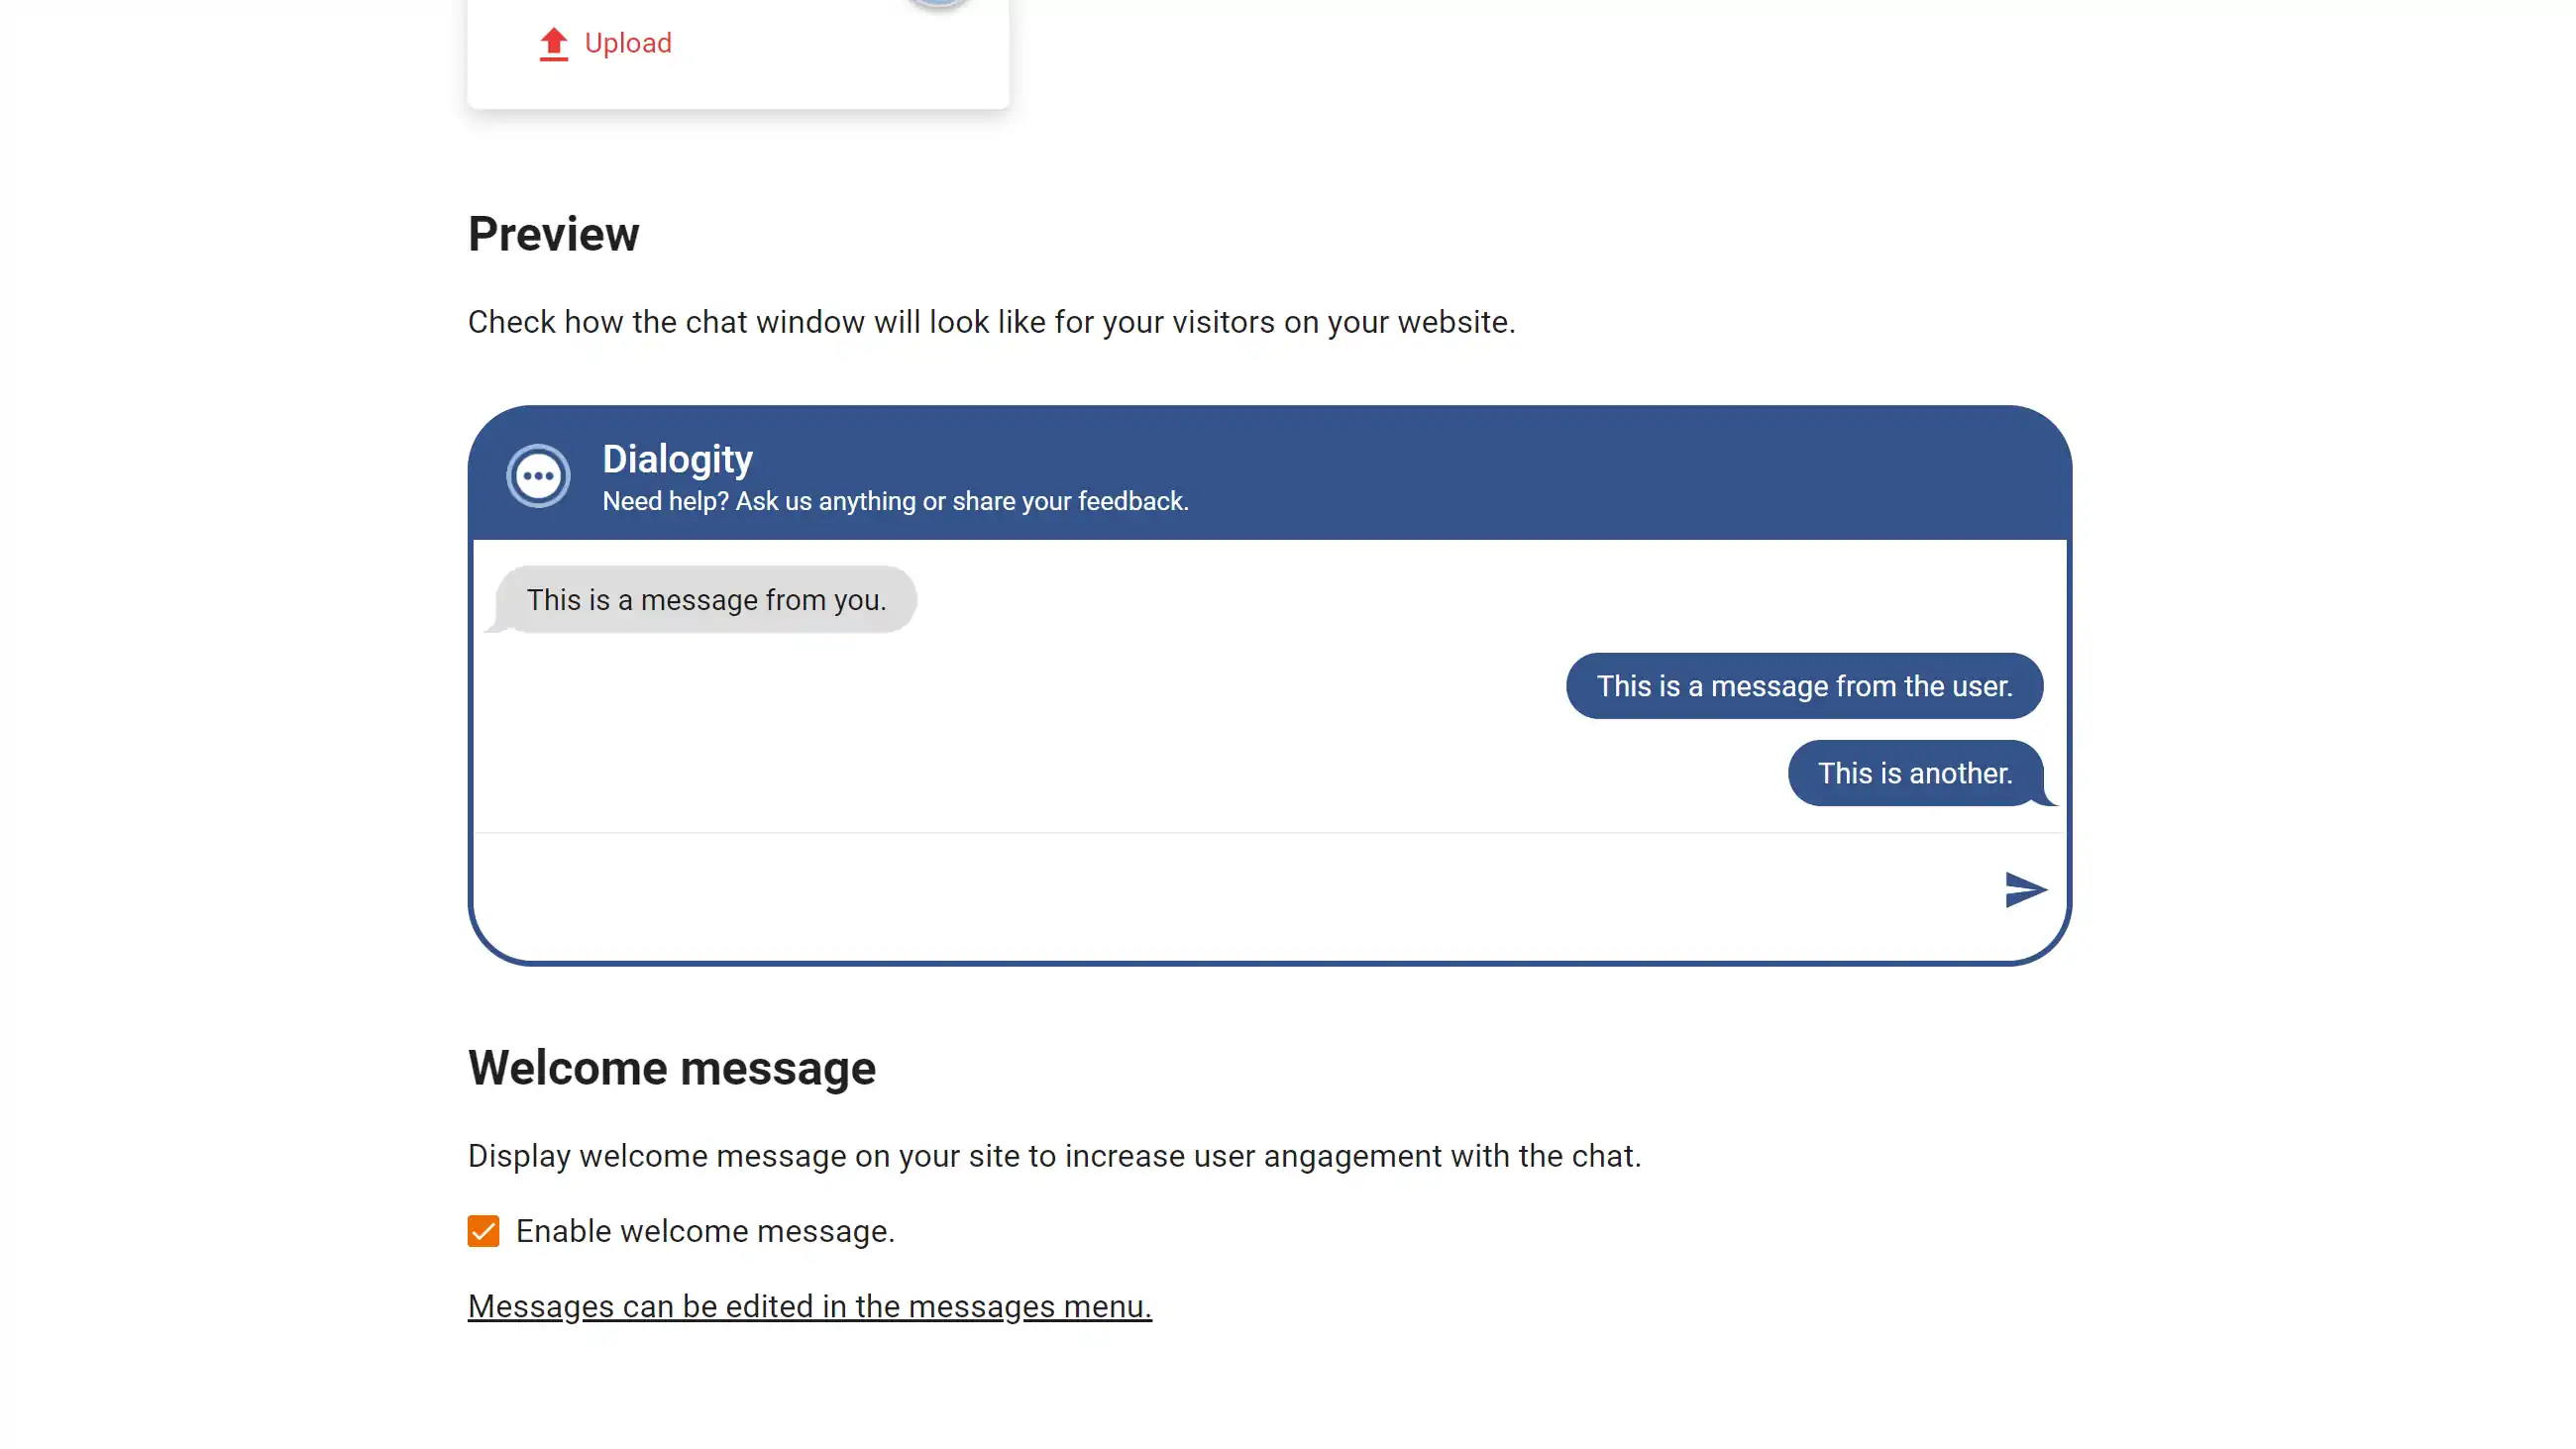 Upload
Preview
Check how the chat window will look like for your visitors on your website.
Dialogity
Need help? Ask us anything or share your feedback.
This is a message from you.
This is a message from the user.
This is another.
Welcome message
Display welcome message on your site to increase user angagement with the chat.
Enable welcome message.
Messages can be edited in the messages menu.